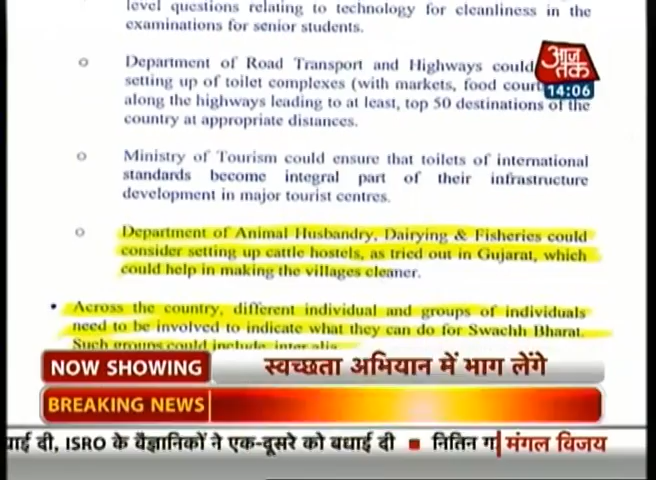 level questions relating to technology for cleanliness in the
examinations for senior students.
o Department of Road Transport and Highways could
setting up of toilet complexes (with markets, food court
along the highways leading to at least, top 50 destinations of the
country at appropriate distances.
o Ministry of Tourism could ensure that toilets of international
standards become integral part of their infrastructure
development in major tourist centres.
o Department of Animal Husbandry, Dairying & Fisheries could
consider setting up cattle hostels, as tried out in Gujarat, which
could help in making the villages cleaner.
• Across the country, different individual and groups of individuals
need to be involved to indicate what they can do for Swachh Bharat.
Such groups could include inter alia
आज तक
14:06
NOW SHOWING
स्वच्छता अभियान में भाग लेंगे
BREAKING NEWS
दी, ISRO के वैज्ञानिकों ने एक-दूसरे को बधाई दी ■ नितिन ग
मंगल विजय